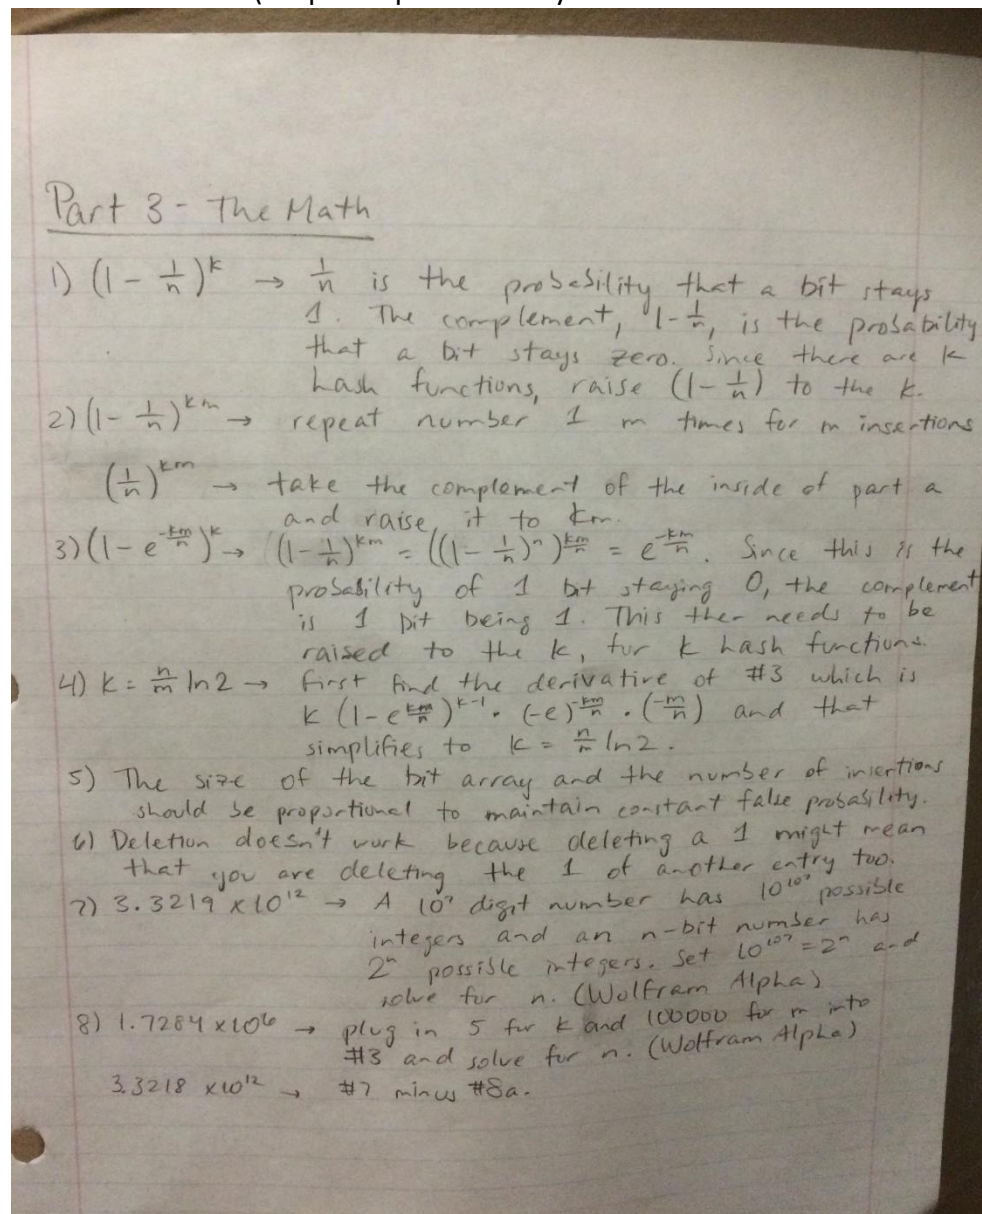 Part 3 - The Math
1) (1 - 1/n)^k → 1/n is the probability that a bit stays
1. The complement, 1-1/n, is the probability
that a bit stays zero. Since there are k
hash functions, raise (1-1/n) to the k.
2) (1 - 1/n)^km → repeat number 1 m times for m insertions
(1/n)^km → take the complement of the inside of part a
and raise it to km.
3) (1 - e^-km/n)^k → (1-1/n)^km = ((1-1/n)^n)^km/n = e^-km/n. Since this is the
probability of 1 bit staying 0, the complement
is 1 bit being 1. This then needs to be
raised to the k, for k hash functions.
4) k = n/m ln2 → first find the derivative of #3 which is
k (1-e^km/n)^k-1 · (-e)^-km/n · (-m/n) and that
simplifies to k = n/m ln2.
5) The size of the bit array and the number of insertions
should be proportional to maintain constant false probability.
6) Deletion doesn't work because deleting a 1 might mean
that you are deleting the 1 of another entry too.
7) 3.3219 x 10^12 → A digit number has possible
integers and an n-bit number has
2^n possible integers. Set = 2^n and
solve for n. (Wolfram Alpha)
8) 1.7284 x 10^6 → plug in 5 for k and 100000 for m into
#3 and solve for n. (Wolfram Alpha)
3.3218 x 10^12 → #7 minus #8a.